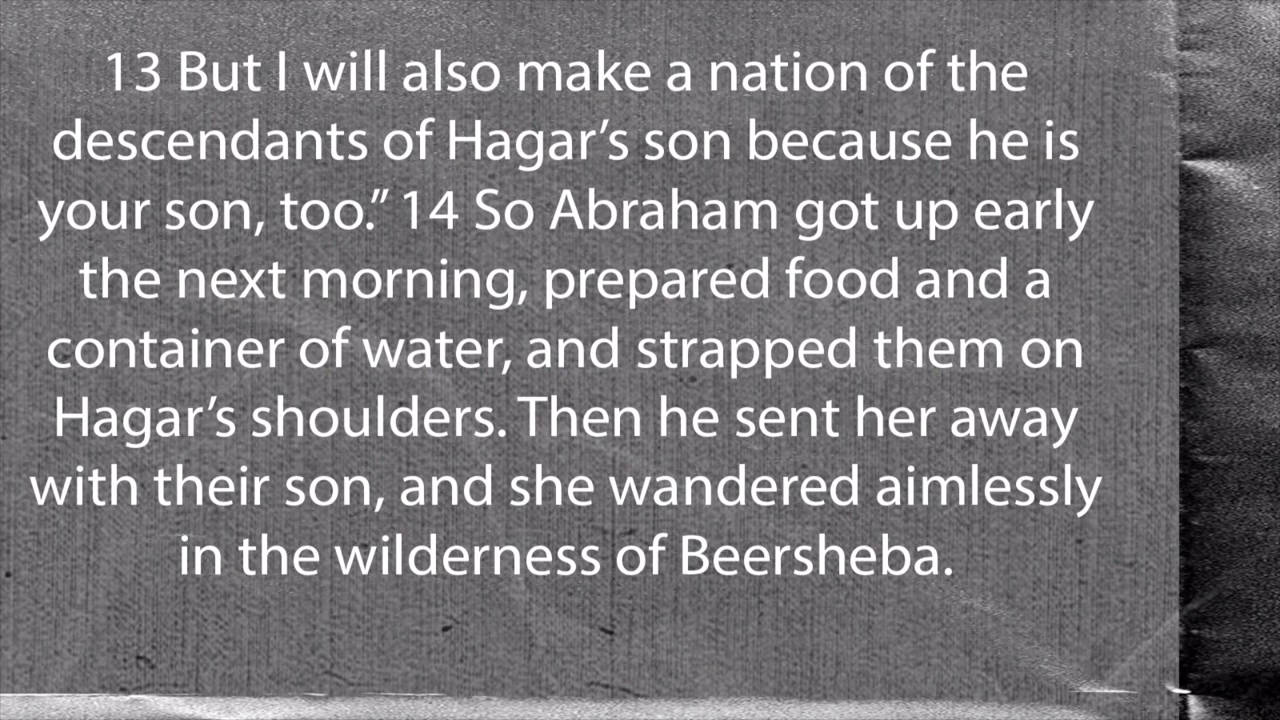 13 But I will also make a nation of the
descendants of Hagar’s son because he is
your son, too.” 14 So Abraham got up early
the next morning, prepared food and a
container of water, and strapped them on
Hagar’s shoulders. Then he sent her away
with their son, and she wandered aimlessly
in the wilderness of Beersheba.